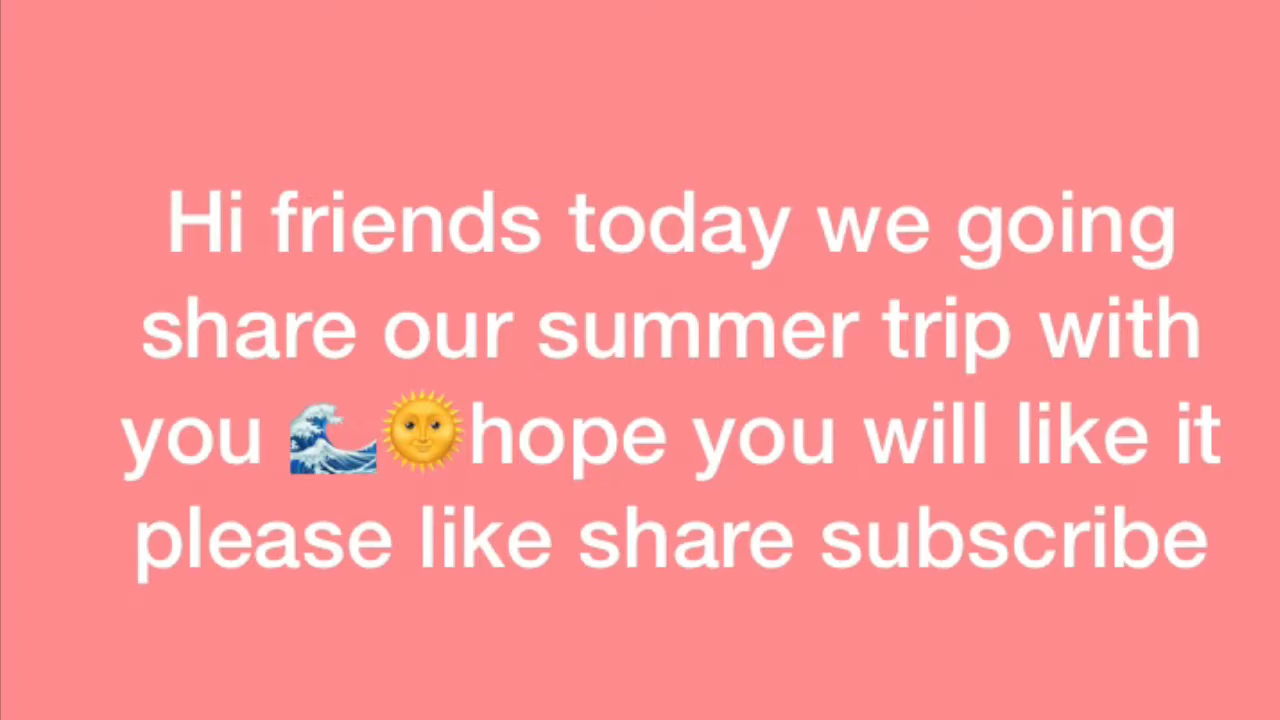 Hi friends today we going
share our summer trip with
you 🌊🌞hope you will like it
please like share subscribe